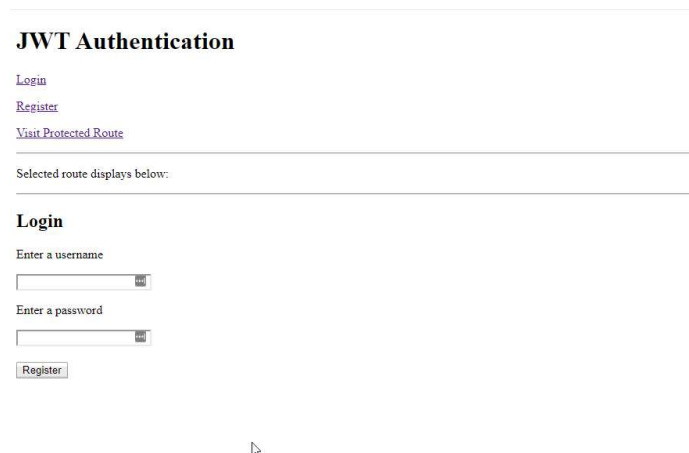 JWT Authentication
Login
Register
Visit Protected Route
Selected route displays below:
Login
Enter a username
Enter a password
Register